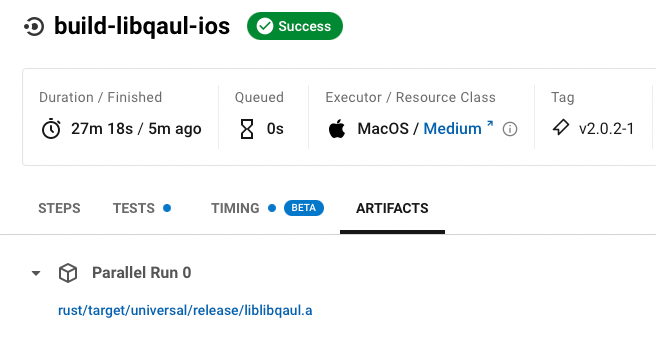 build-libqaul-ios Success
Duration / Finished Queued Executor / Resource Class Tag
27m 18s / 5m ago 0s MacOS / Medium v2.0.2-1
STEPS TESTS TIMING BETA ARTIFACTS
Parallel Run 0
rust/target/universal/release/liblibqaul.a